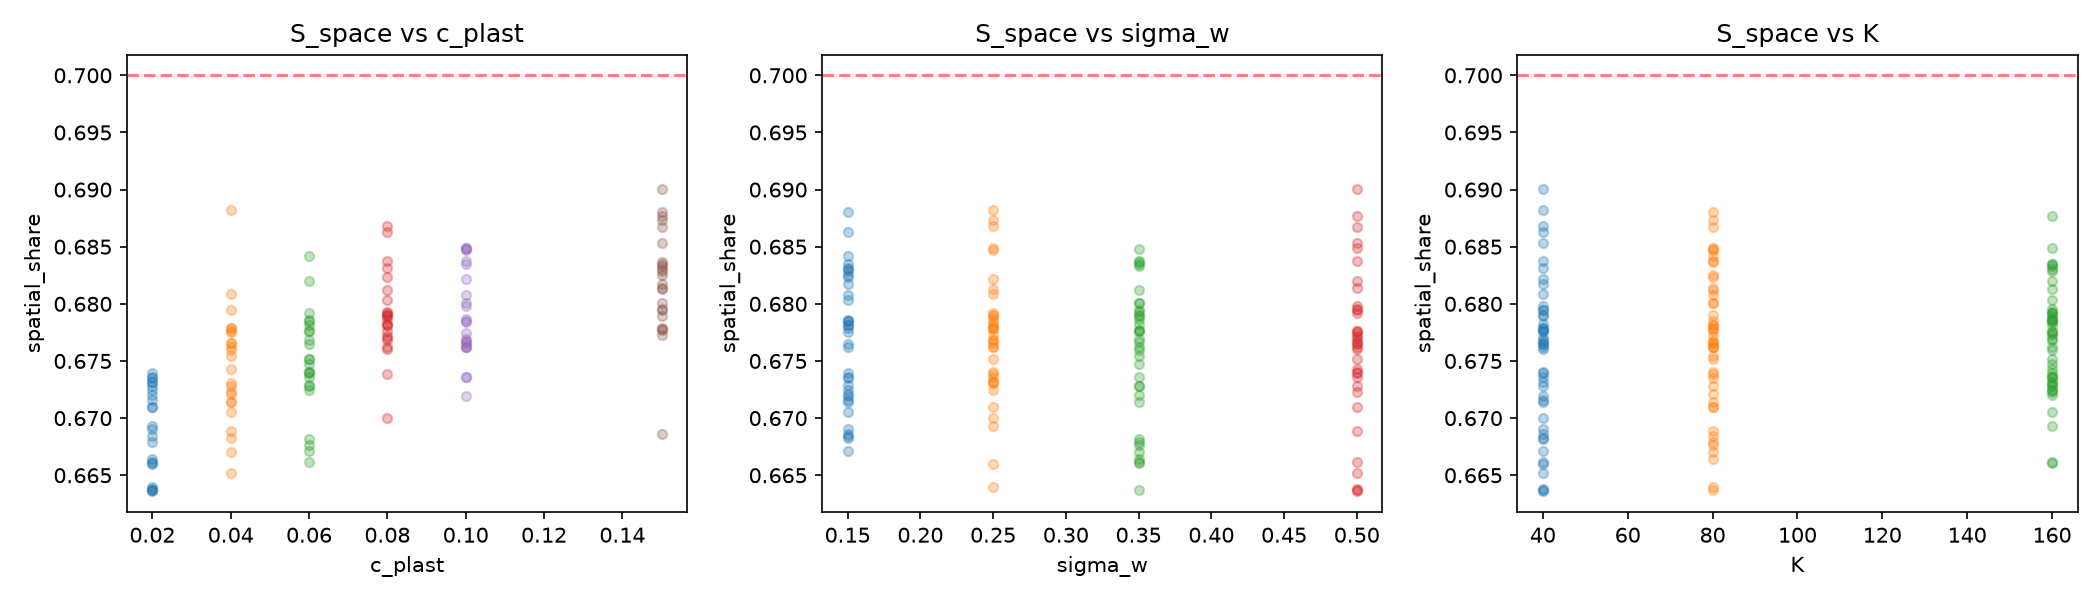 S_space vs c_plast
spatial_share
0.700
0.695
0.690
0.685
0.680
0.675
0.670
0.665
0.02 0.04 0.06 0.08 0.10 0.12 0.14
c_plast
S_space vs sigma_w
spatial_share
0.700
0.695
0.690
0.685
0.680
0.675
0.670
0.665
0.15 0.20 0.25 0.30 0.35 0.40 0.45 0.50
sigma_w
S_space vs K
spatial_share
0.700
0.695
0.690
0.685
0.680
0.675
0.670
0.665
40 60 80 100 120 140 160
K